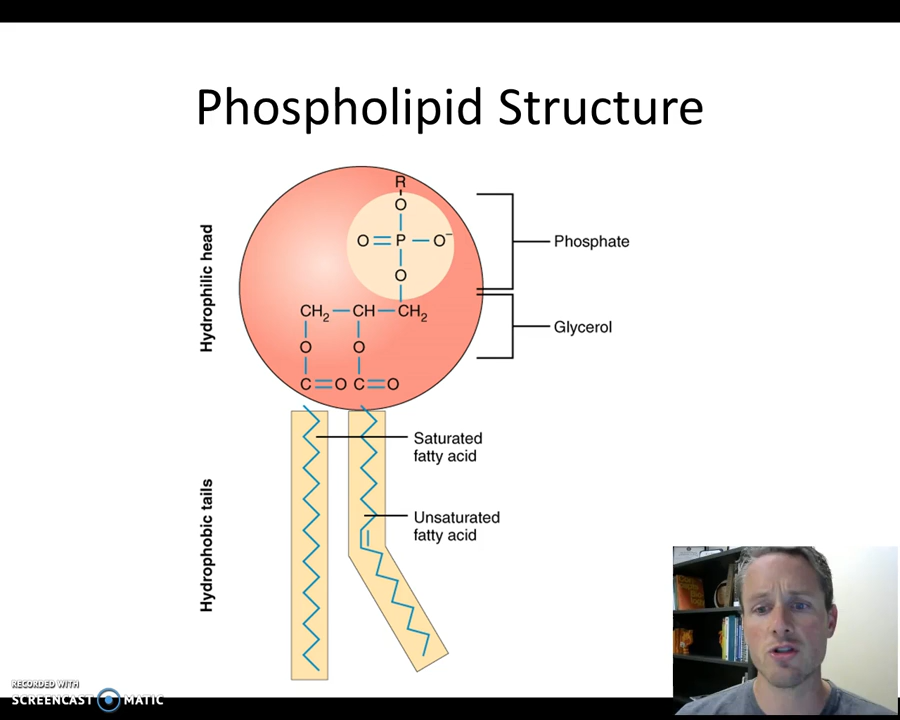 Phospholipid Structure
R
O
O=P—O⁻
O
CH₂—CH—CH₂
O O
C=O C=O
Hydrophilic head
Phosphate
Glycerol
Saturated
fatty acid
Unsaturated
fatty acid
Hydrophobic tails
RECORDED WITH
SCREENCAST MATIC